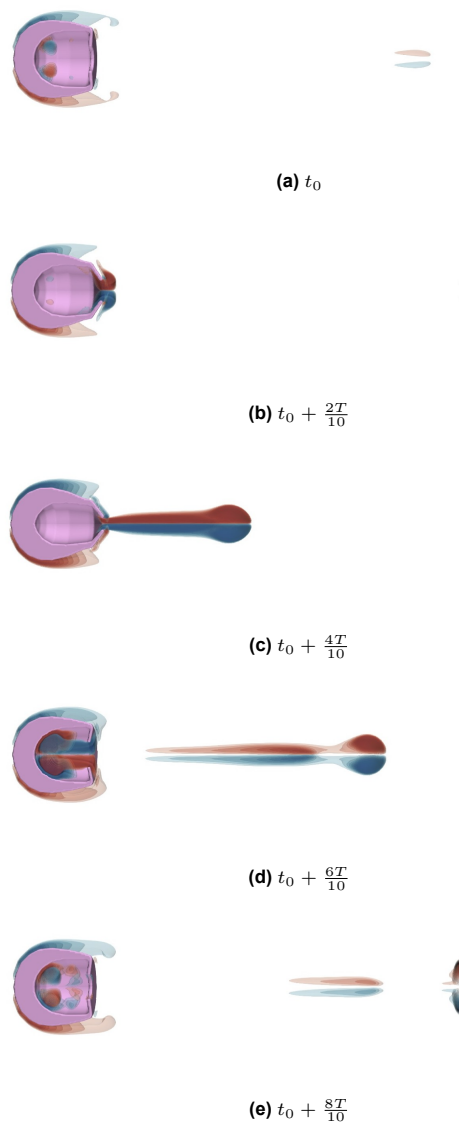 (a) t₀
(b) t₀ + 2T/10
(c) t₀ + 4T/10
(d) t₀ + 6T/10
(e) t₀ + 8T/10